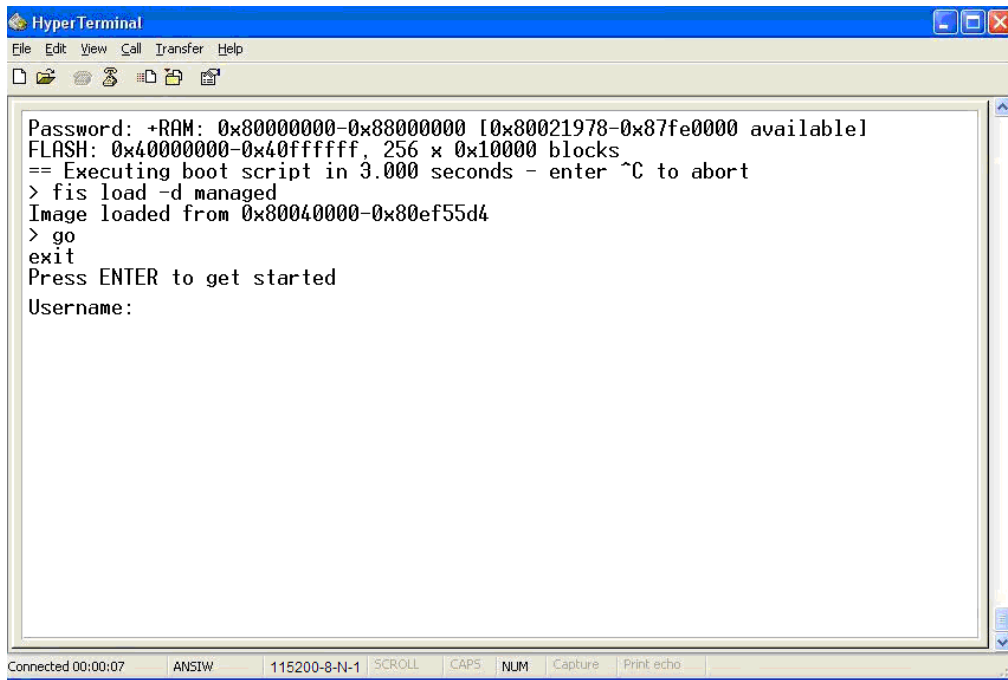 HyperTerminal
File Edit View Call Transfer Help
Password: +RAM: 0x80000000-0x88000000 [0x80021978-0x87fe0000 available]
FLASH: 0x40000000-0x40ffffff, 256 x 0x10000 blocks
== Executing boot script in 3.000 seconds - enter ^C to abort
> fis load -d managed
Image loaded from 0x80040000-0x80ef55d4
> go
exit
Press ENTER to get started
Username:
Connected 00:00:07 ANSIW 115200-8-N-1 SCROLL CAPS NUM Capture Print echo